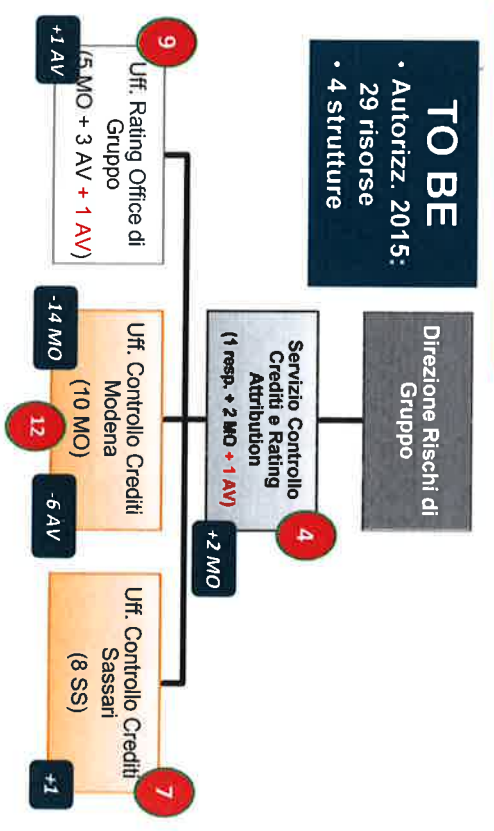 TO BE
• Autorizz. 2015:
29 risorse
• 4 strutture
Direzione Rischi di
Gruppo
Servizio Controllo
Crediti e Rating
Attribution
(1 resp. + 2 MO + 1 AV)
4
+2 MO
9
Uff. Rating Office di
Gruppo
(5 MO + 3 AV + 1 AV)
+1 AV
Uff. Controllo Crediti
Modena
(10 MO)
-14 MO
12
-6 AV
Uff. Controllo Crediti
Sassari
(8 SS)
7
+1